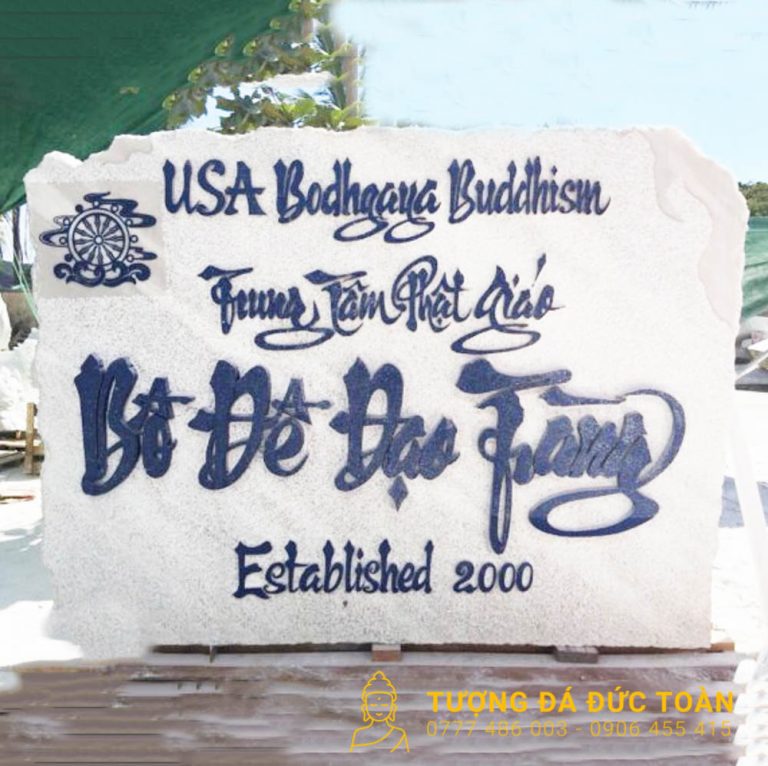 USA Bodhgaya Buddhism
Trung Tâm Phật Giáo
Bồ Đề Đạo Tràng
Established 2000
TƯỢNG ĐÁ ĐỨC TOÀN
0777 486 003 - 0906 455 415